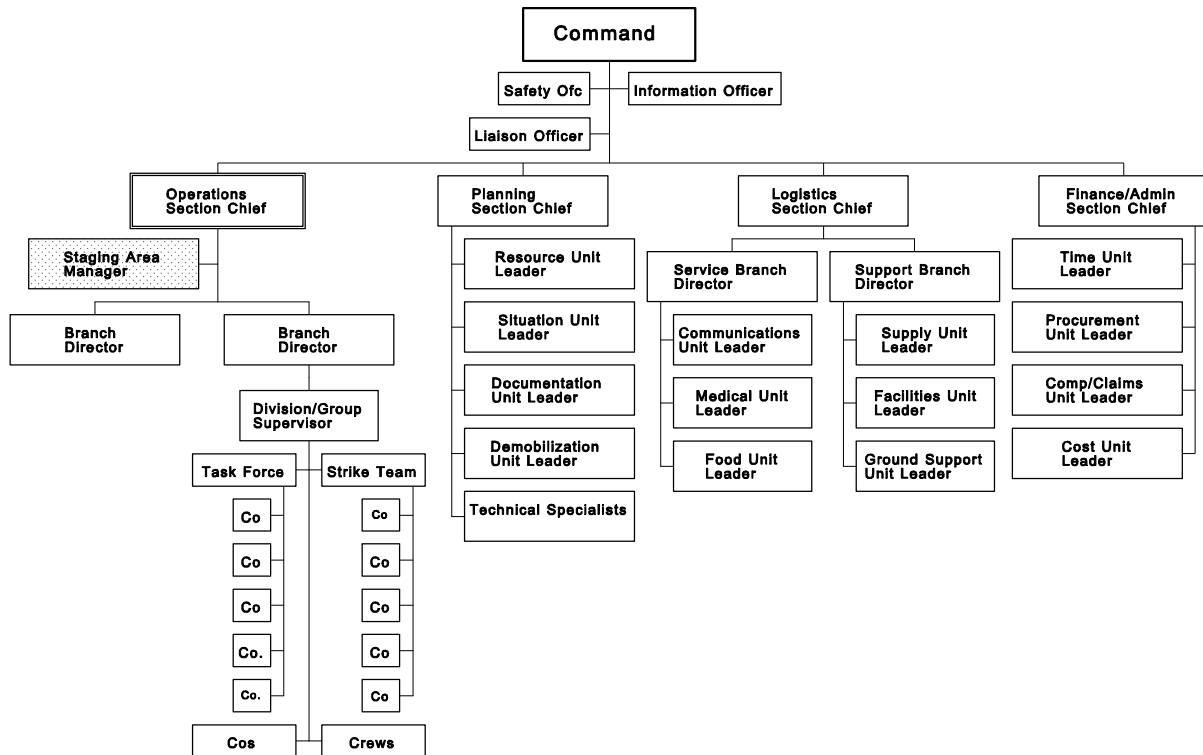 Command
Safety Ofc
Information Officer
Liaison Officer
Operations
Section Chief
Planning
Section Chief
Logistics
Section Chief
Finance/Admin
Section Chief
Staging Area
Manager
Branch
Director
Branch
Director
Division/Group
Supervisor
Task Force
Strike Team
Co
Co
Co
Co.
Co.
Co
Co
Co
Co
Co
Cos
Crews
Resource Unit
Leader
Situation Unit
Leader
Documentation
Unit Leader
Demobilization
Unit Leader
Technical Specialists
Service Branch
Director
Communications
Unit Leader
Medical Unit
Leader
Food Unit
Leader
Support Branch
Director
Supply Unit
Leader
Facilities Unit
Leader
Ground Support
Unit Leader
Time Unit
Leader
Procurement
Unit Leader
Comp/Claims
Unit Leader
Cost Unit
Leader